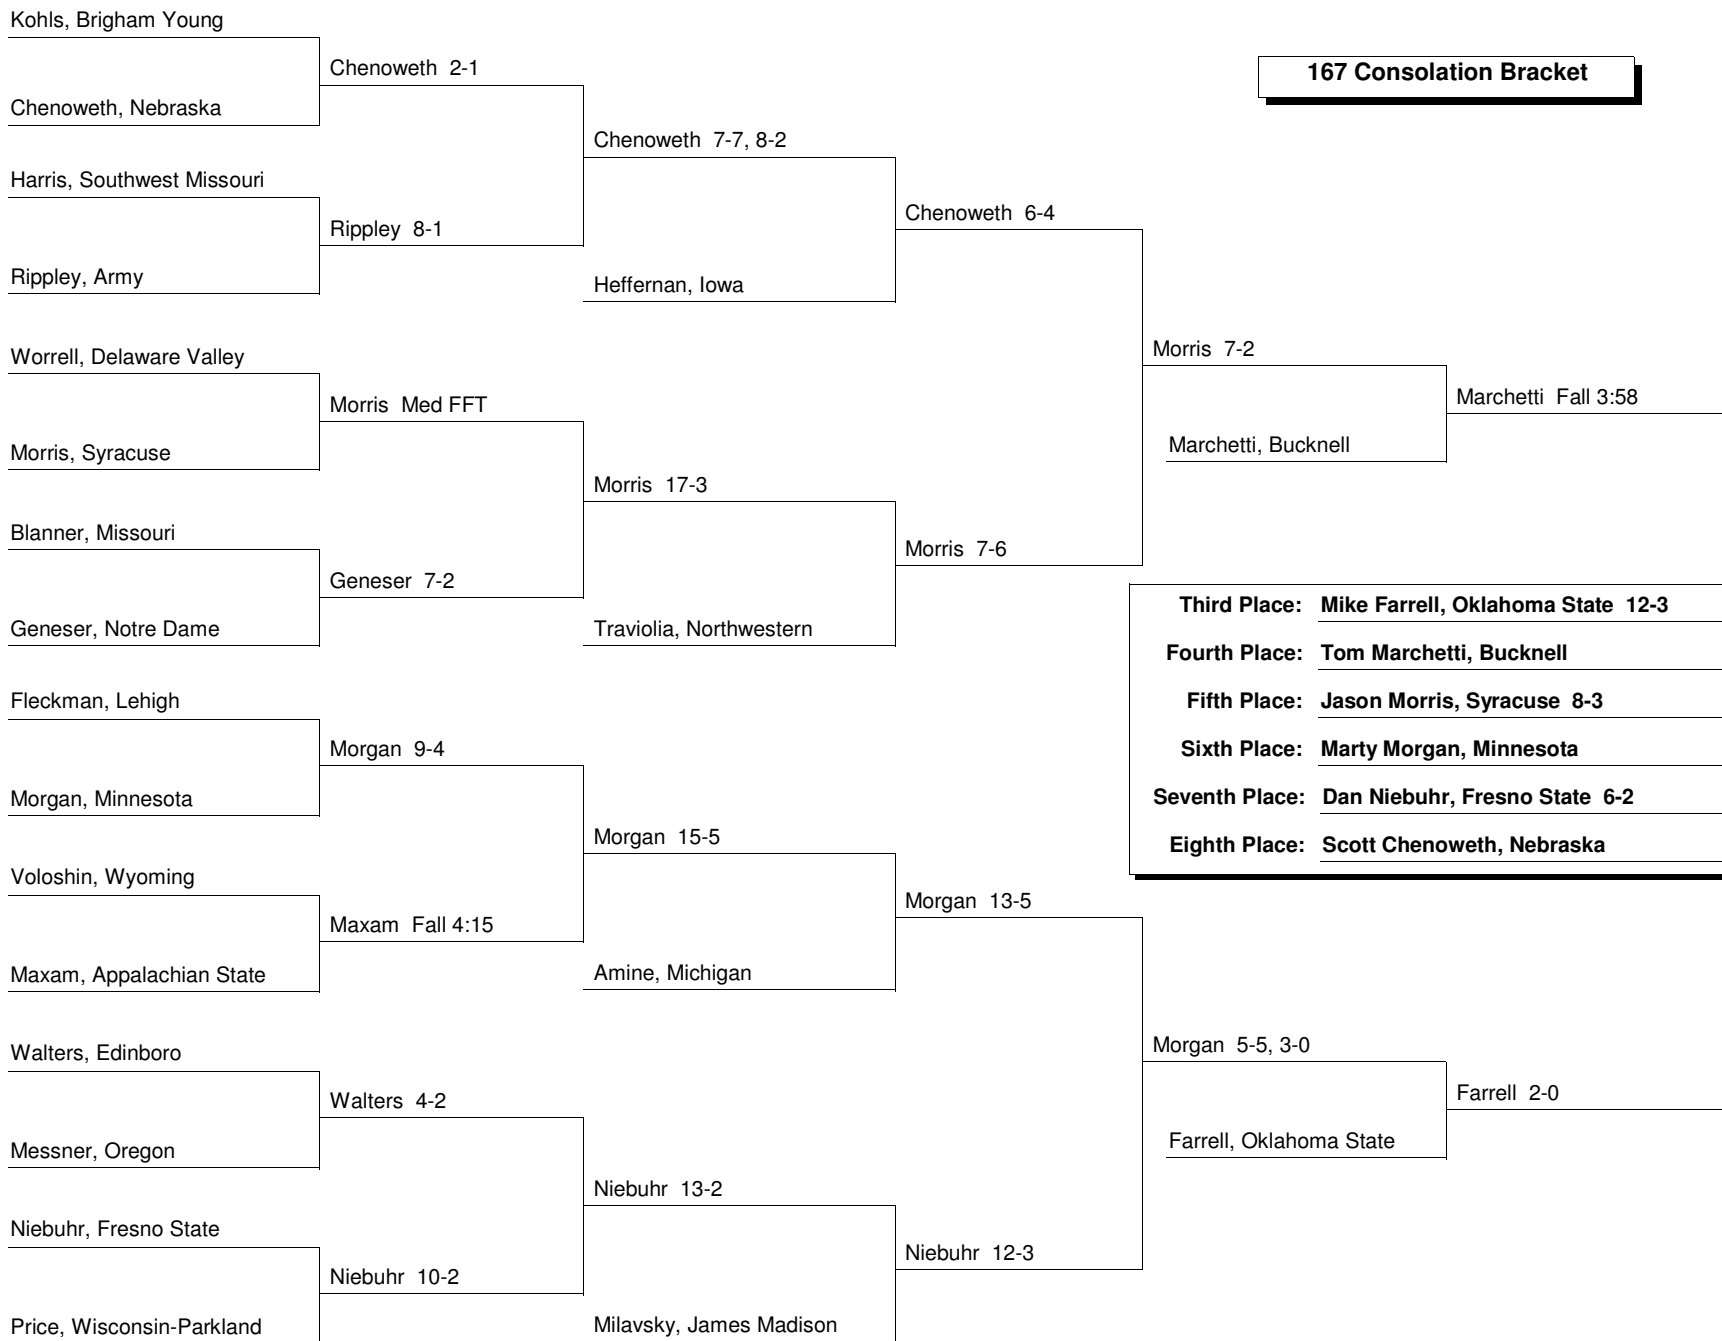 Kohls, Brigham Young
Chenoweth 2-1
167 Consolation Bracket
Chenoweth, Nebraska
Chenoweth 7-7, 8-2
Harris, Southwest Missouri
Chenoweth 6-4
Rippley 8-1
Rippley, Army
Heffernan, Iowa
Worrell, Delaware Valley
Morris 7-2
Morris Med FFT
Marchetti Fall 3:58
Morris, Syracuse
Marchetti, Bucknell
Morris 17-3
Blanner, Missouri
Morris 7-6
Geneser 7-2
Geneser, Notre Dame
Traviolia, Northwestern
Third Place: Mike Farrell, Oklahoma State 12-3
Fourth Place: Tom Marchetti, Bucknell
Fifth Place: Jason Morris, Syracuse 8-3
Sixth Place: Marty Morgan, Minnesota
Seventh Place: Dan Niebuhr, Fresno State 6-2
Eighth Place: Scott Chenoweth, Nebraska
Fleckman, Lehigh
Morgan 9-4
Morgan, Minnesota
Morgan 15-5
Voloshin, Wyoming
Morgan 13-5
Maxam Fall 4:15
Maxam, Appalachian State
Amine, Michigan
Walters, Edinboro
Morgan 5-5, 3-0
Walters 4-2
Farrell 2-0
Messner, Oregon
Farrell, Oklahoma State
Niebuhr 13-2
Niebuhr, Fresno State
Niebuhr 12-3
Niebuhr 10-2
Price, Wisconsin-Parkland
Milavsky, James Madison